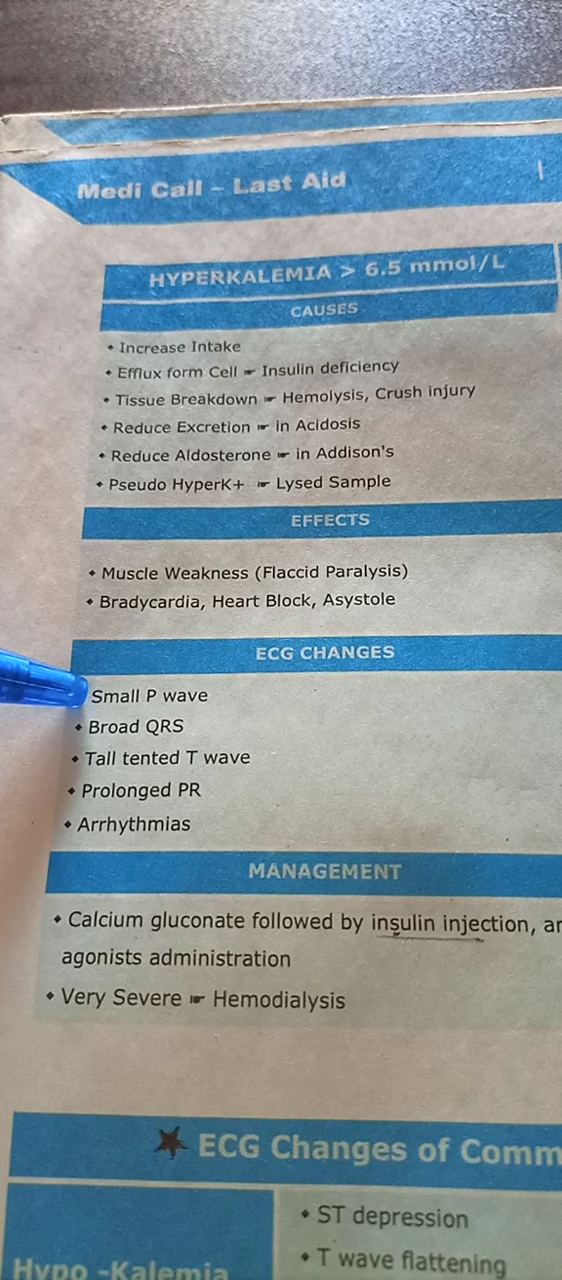 Medi Call – Last Aid
HYPERKALEMIA > 6.5 mmol/L
CAUSES
• Increase Intake
• Efflux form Cell ☛ Insulin deficiency
• Tissue Breakdown ☛ Hemolysis, Crush injury
• Reduce Excretion ☛ in Acidosis
• Reduce Aldosterone ☛ in Addison's
• Pseudo HyperK+ ☛ Lysed Sample
EFFECTS
• Muscle Weakness (Flaccid Paralysis)
• Bradycardia, Heart Block, Asystole
ECG CHANGES
Small P wave
• Broad QRS
• Tall tented T wave
• Prolonged PR
• Arrhythmias
MANAGEMENT
• Calcium gluconate followed by insulin injection,
agonists administration
• Very Severe ☛ Hemodialysis
ECG Changes of
• ST depression
• T wave flattening
Hypo -Kalemia